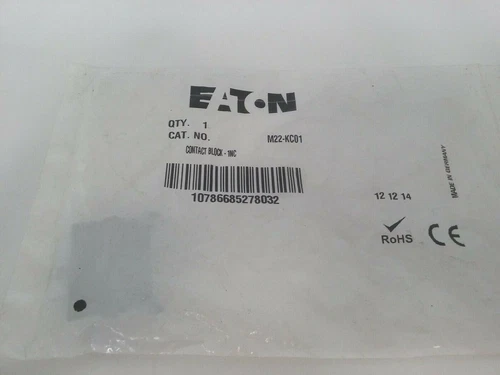 EATON
QTY. 1
CAT. NO. M22-KC01
CONTACT BLOCK - 1NC
10786685278032
12 12 14
MADE IN GERMANY
RoHS CE